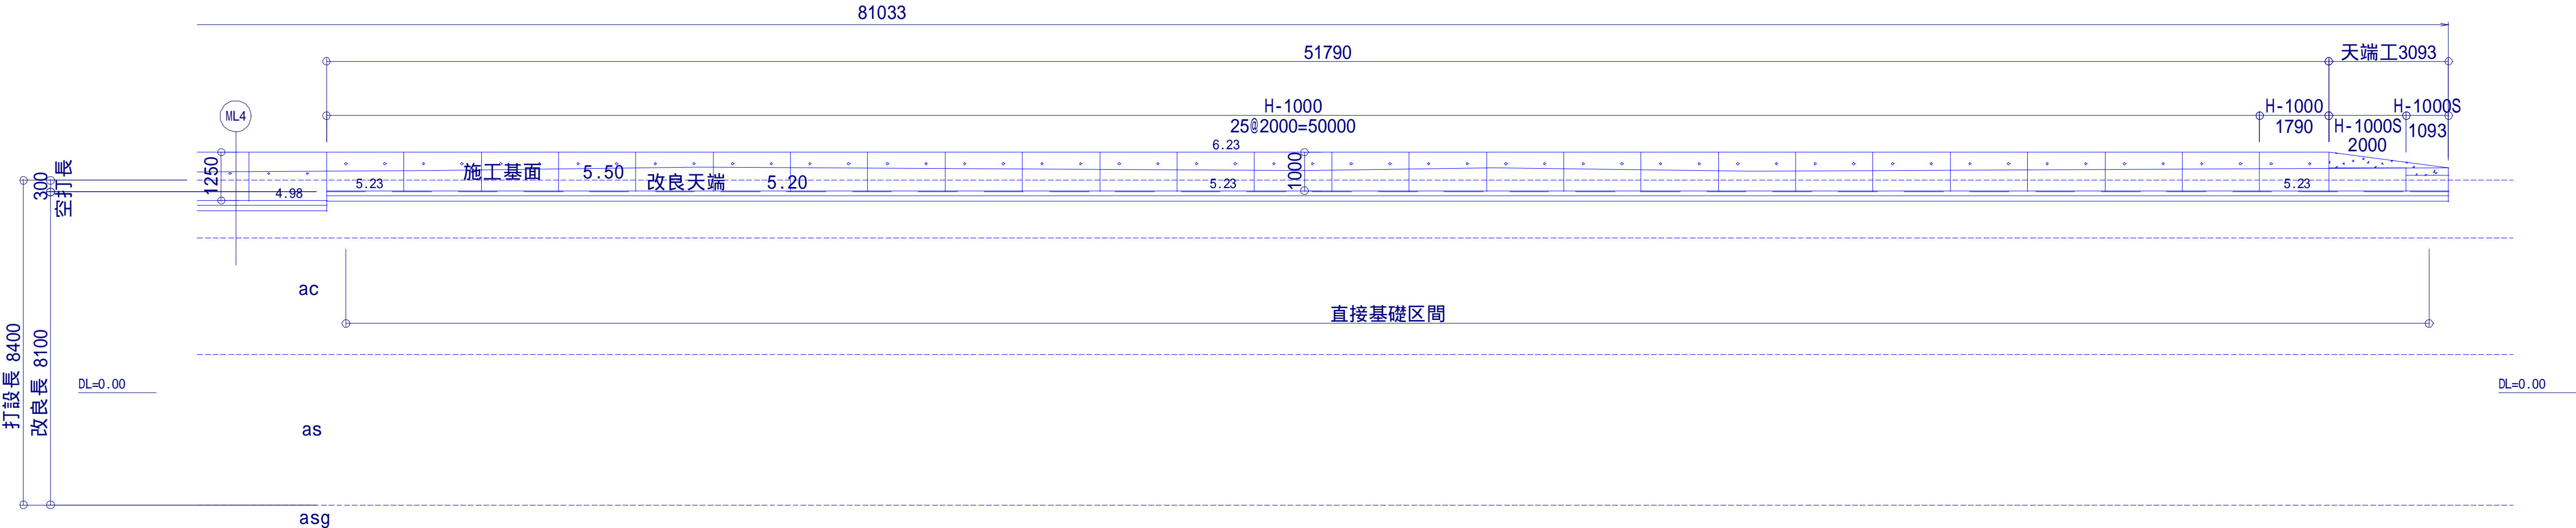 81033
51790
天端工3093
H-1000
25@2000=50000
H-1000
1790
H-1000S
2000
H-1000S
1093
ML4
6.23
1250
300
空打長
施工基面 5.50
改良天端 5.20
5.23
4.98
5.23
1000
5.23
ac
直接基礎区間
打設長 8400
改良長 8100
DL=0.00
DL=0.00
as
asg